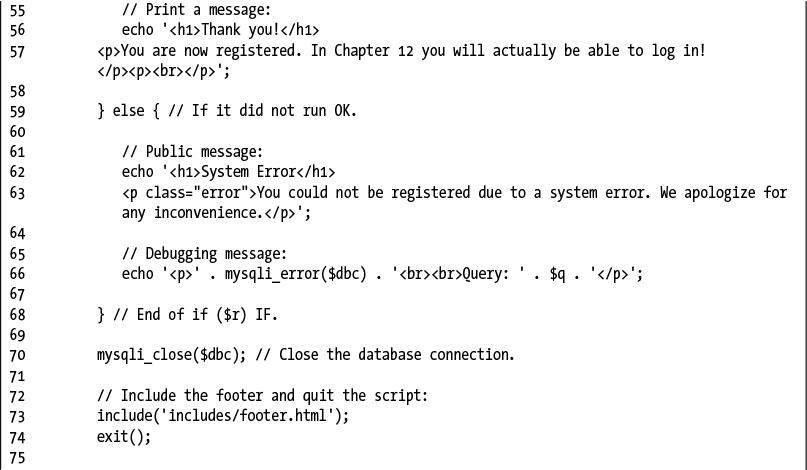 55 // Print a message:
56 echo '<h1>Thank you!</h1>
57 <p>You are now registered. In Chapter 12 you will actually be able to log in!
</p><p><br></p>';
58
59 } else { // If it did not run OK.
60
61 // Public message:
62 echo '<h1>System Error</h1>
63 <p class="error">You could not be registered due to a system error. We apologize for
any inconvenience.</p>';
64
65 // Debugging message:
66 echo '<p>' . mysqli_error($dbc) . '<br><br>Query: ' . $q . '</p>';
67
68 } // End of if ($r) IF.
69
70 mysqli_close($dbc); // Close the database connection.
71
72 // Include the footer and quit the script:
73 include('includes/footer.html');
74 exit();
75